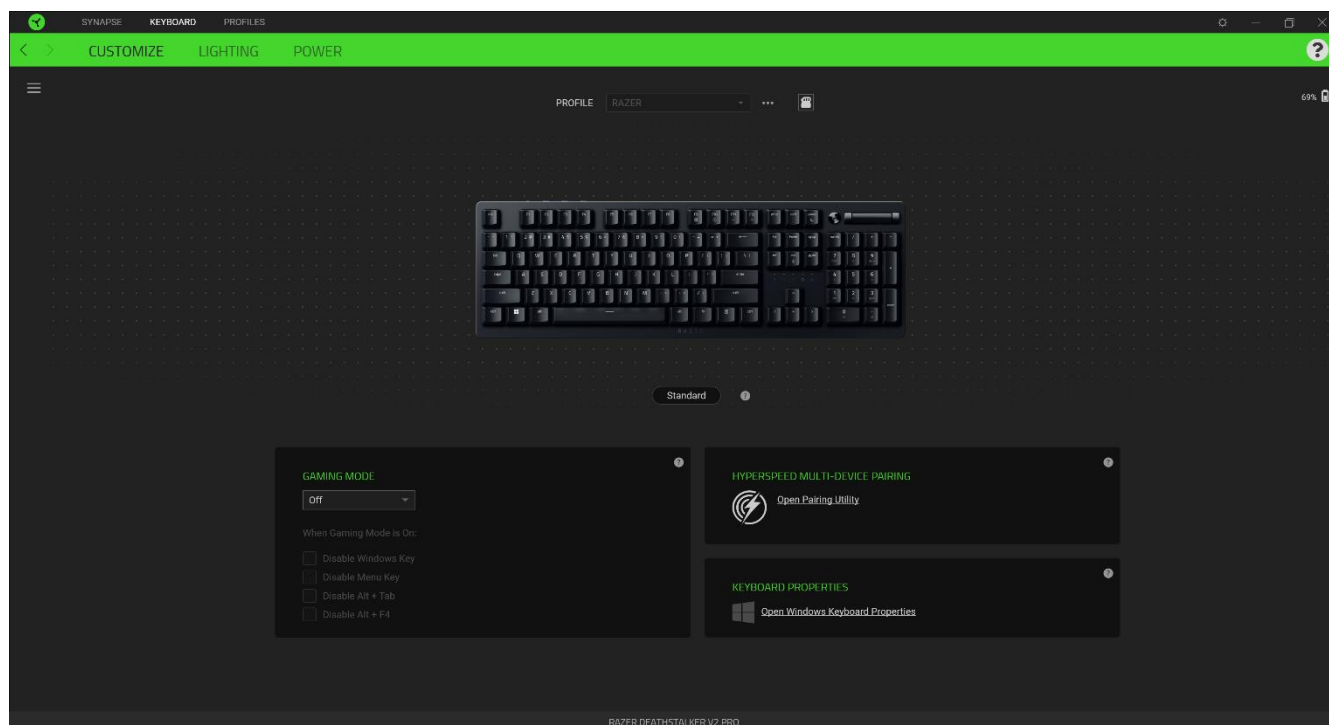 SYNAPSE KEYBOARD PROFILES
CUSTOMIZE LIGHTING POWER
?
PROFILE RAZER
69%
Standard ?
GAMING MODE ?
Off
When Gaming Mode is On:
Disable Windows Key
Disable Menu Key
Disable Alt + Tab
Disable Alt + F4
HYPERSPEED MULTI-DEVICE PAIRING ?
Open Pairing Utility
KEYBOARD PROPERTIES ?
Open Windows Keyboard Properties
RAZER DEATHSTALKER V2 PRO